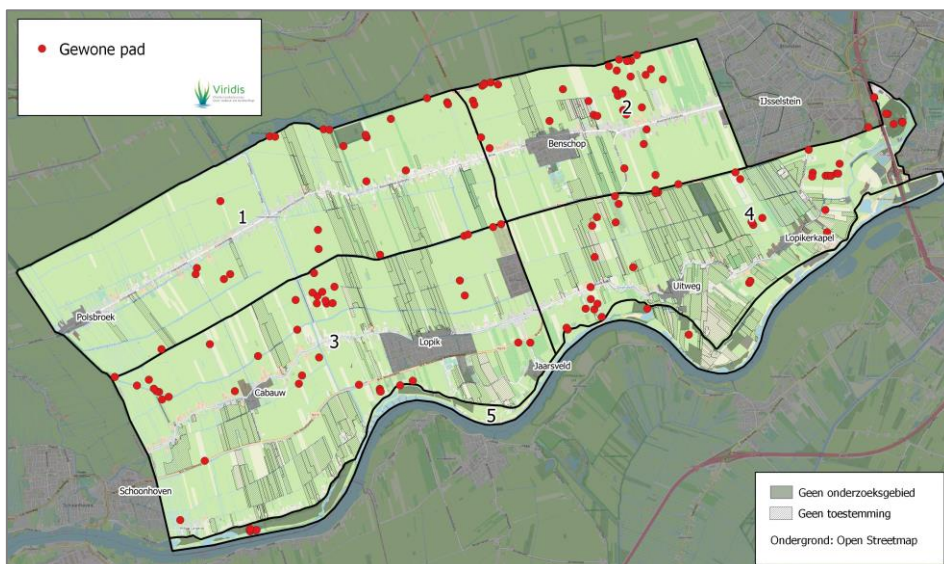 Gewone pad
Viridis
IJsselstein
2
Benschop
1
4
Lopikerkapel
Uitweg
Polsbroek
3
Lopik
Jaarsveld
Cabauw
5
Schoonhoven
Geen onderzoeksgebied
Geen toestemming
Ondergrond: Open Streetmap